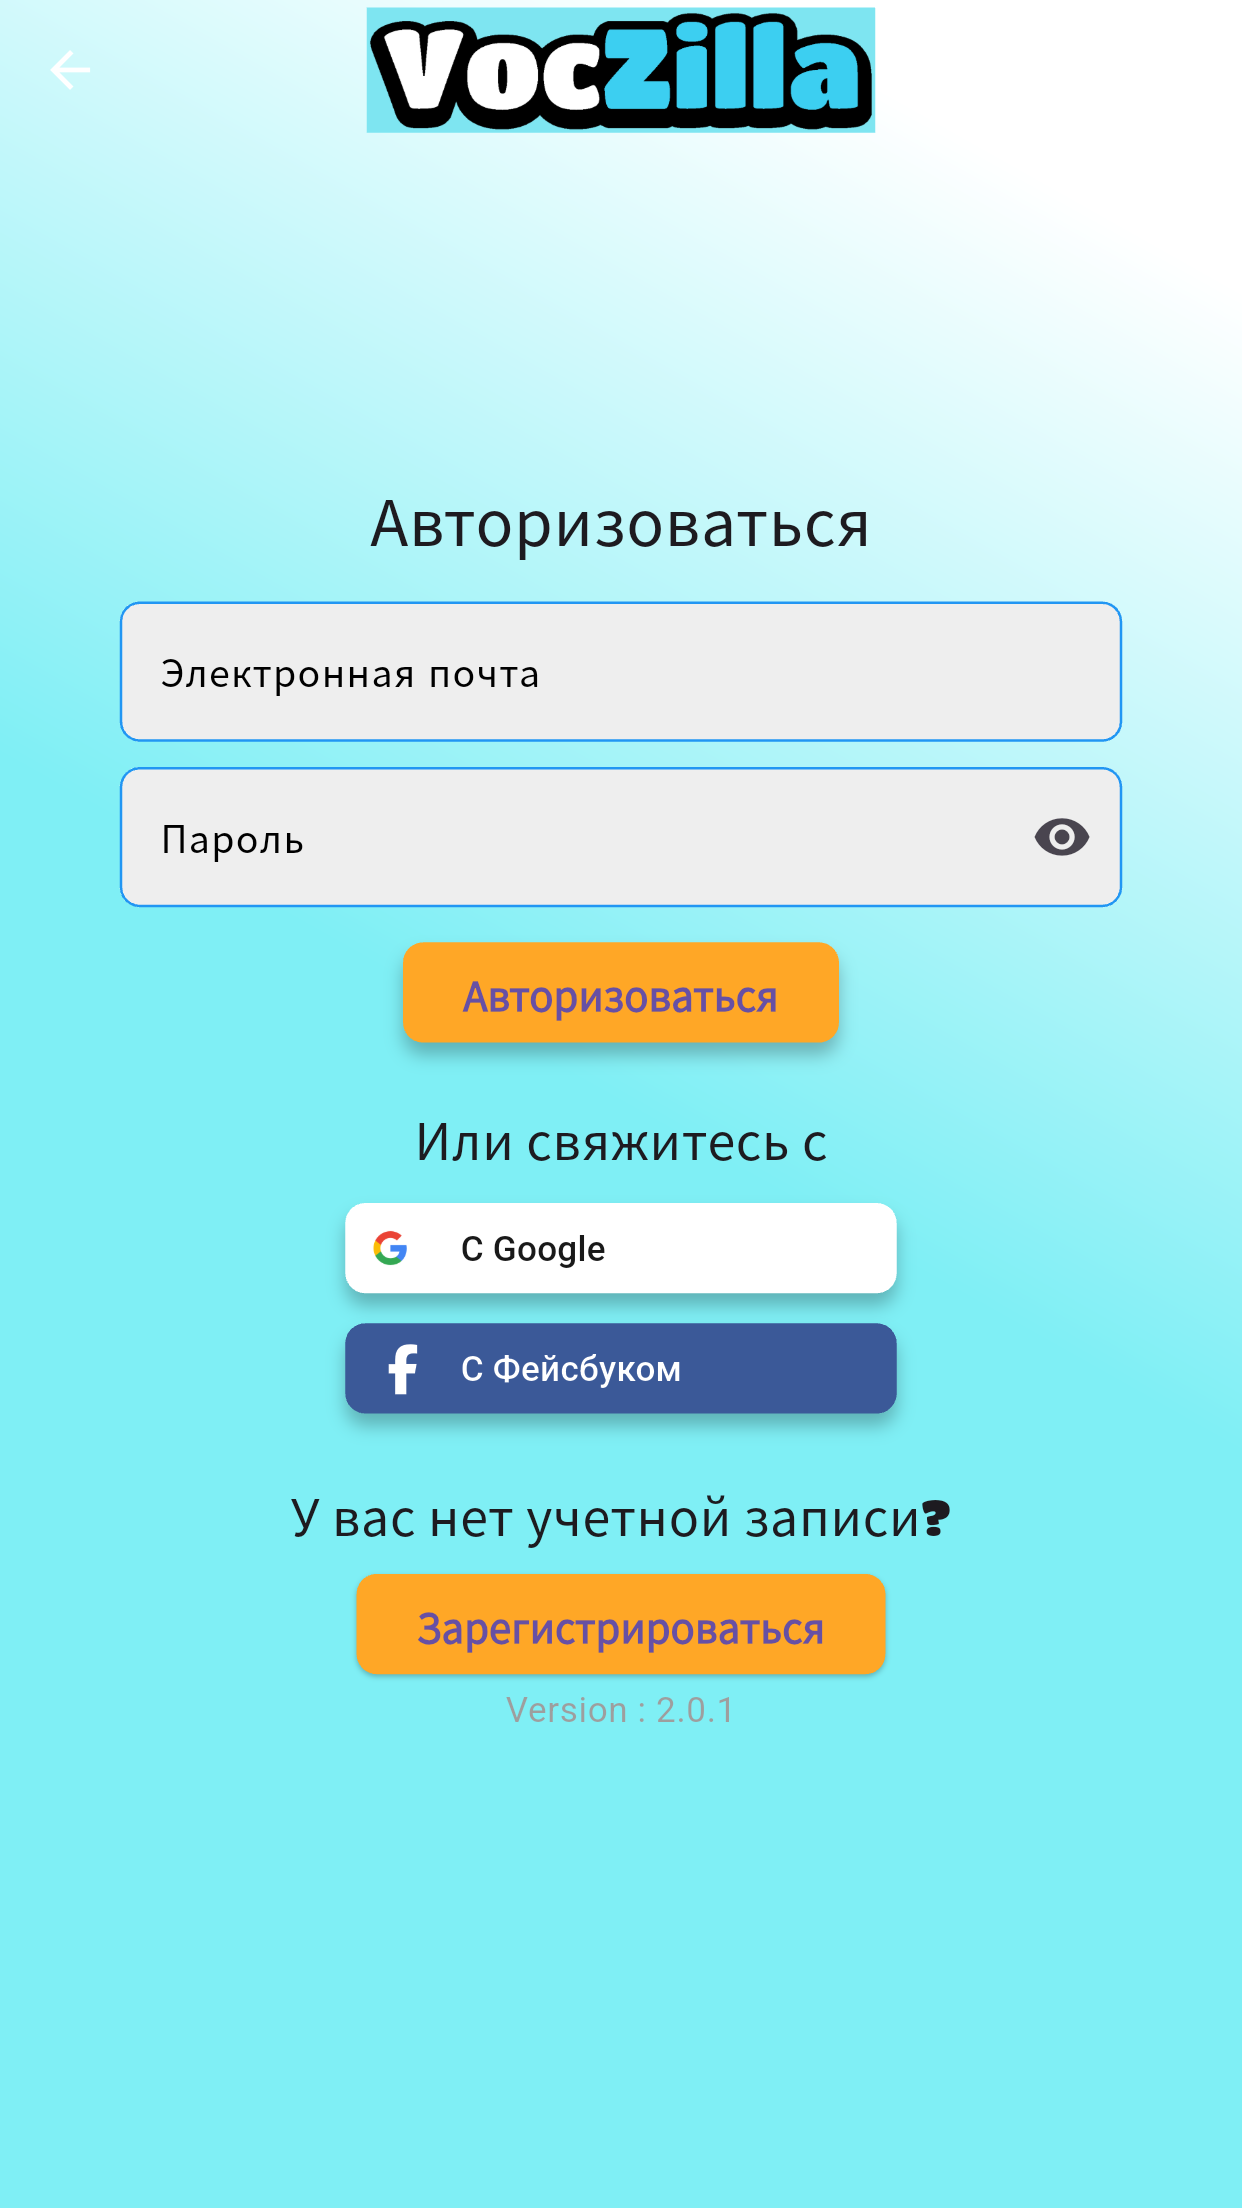 VocZilla
Авторизоваться
Электронная почта
Пароль
Авторизоваться
Или свяжитесь с
С Google
С Фейсбуком
У вас нет учетной записи?
Зарегистрироваться
Version : 2.0.1